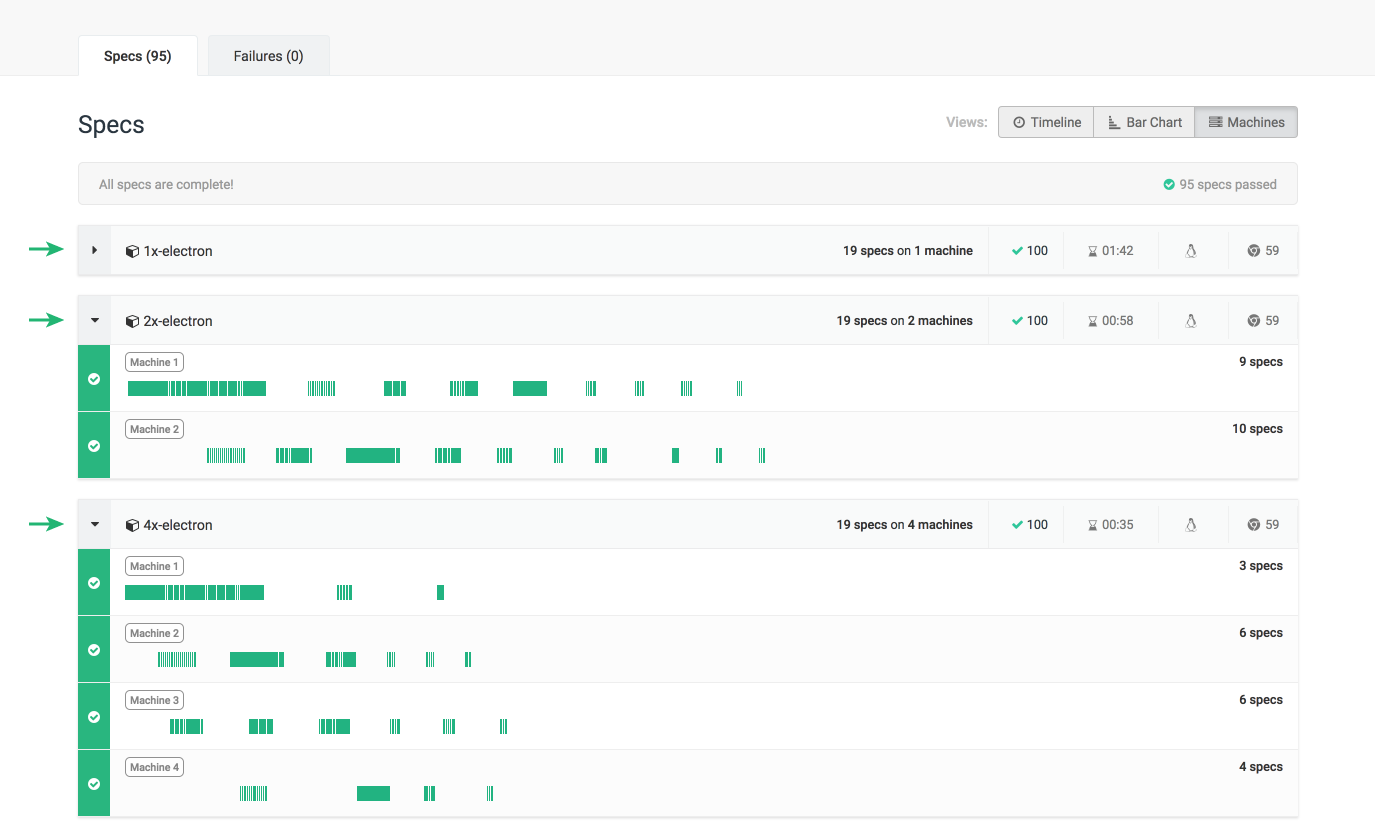 Specs (95) Failures (0)
Specs Views: Timeline Bar Chart Machines
All specs are complete! 95 specs passed
1x-electron 19 specs on 1 machine 100 01:42 59
2x-electron 19 specs on 2 machines 100 00:58 59
Machine 1 9 specs
Machine 2 10 specs
4x-electron 19 specs on 4 machines 100 00:35 59
Machine 1 3 specs
Machine 2 6 specs
Machine 3 6 specs
Machine 4 4 specs